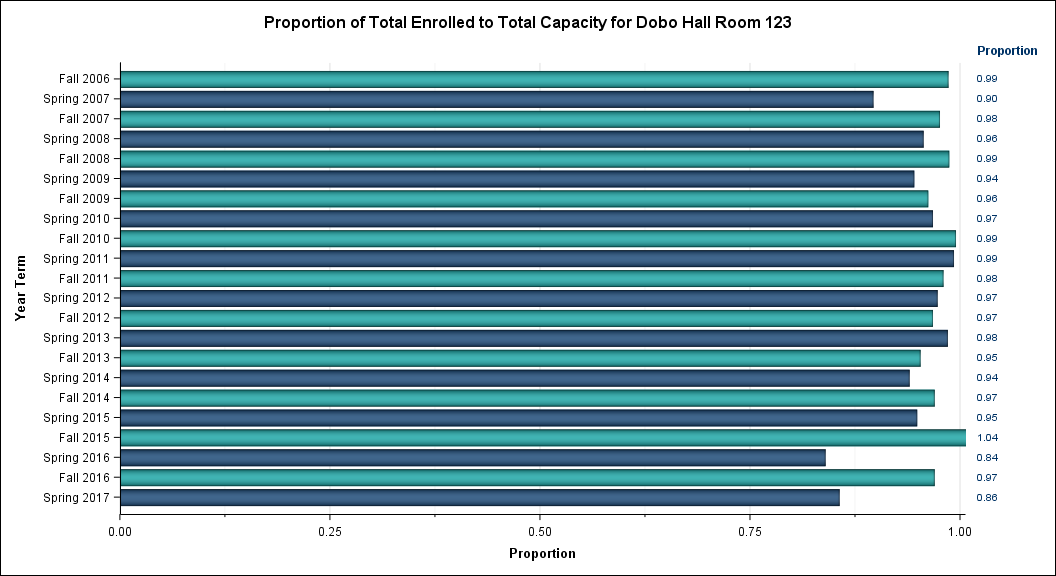 Proportion of Total Enrolled to Total Capacity for Dobo Hall Room 123
Proportion
Fall 2006 0.99
Spring 2007 0.90
Fall 2007 0.98
Spring 2008 0.96
Fall 2008 0.99
Spring 2009 0.94
Fall 2009 0.96
Spring 2010 0.97
Fall 2010 0.99
Spring 2011 0.99
Fall 2011 0.98
Spring 2012 0.97
Fall 2012 0.97
Spring 2013 0.98
Fall 2013 0.95
Spring 2014 0.94
Fall 2014 0.97
Spring 2015 0.95
Fall 2015 1.04
Spring 2016 0.84
Fall 2016 0.97
Spring 2017 0.86
Year Term
0.00 0.25 0.50 0.75 1.00
Proportion